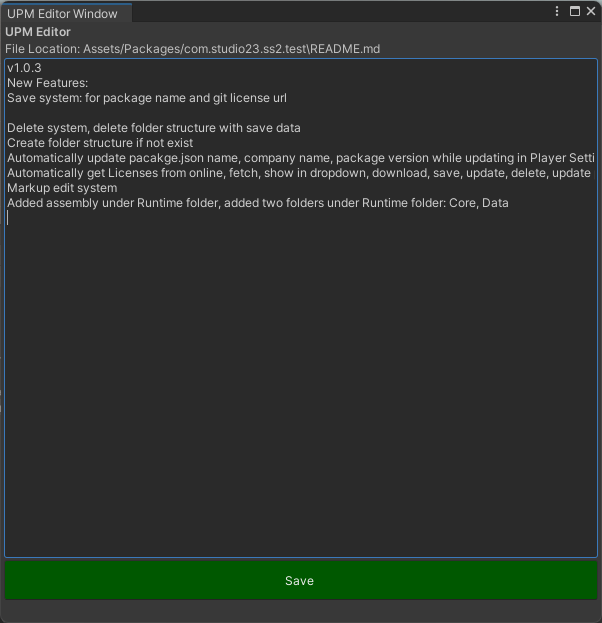 UPM Editor Window
UPM Editor
File Location: Assets/Packages/com.studio23.ss2.test\README.md
v1.0.3
New Features:
Save system: for package name and git license url
Delete system, delete folder structure with save data
Create folder structure if not exist
Automatically update pacakge.json name, company name, package version while updating in Player Setti
Automatically get Licenses from online, fetch, show in dropdown, download, save, update, delete, update
Markup edit system
Added assembly under Runtime folder, added two folders under Runtime folder: Core, Data
Save